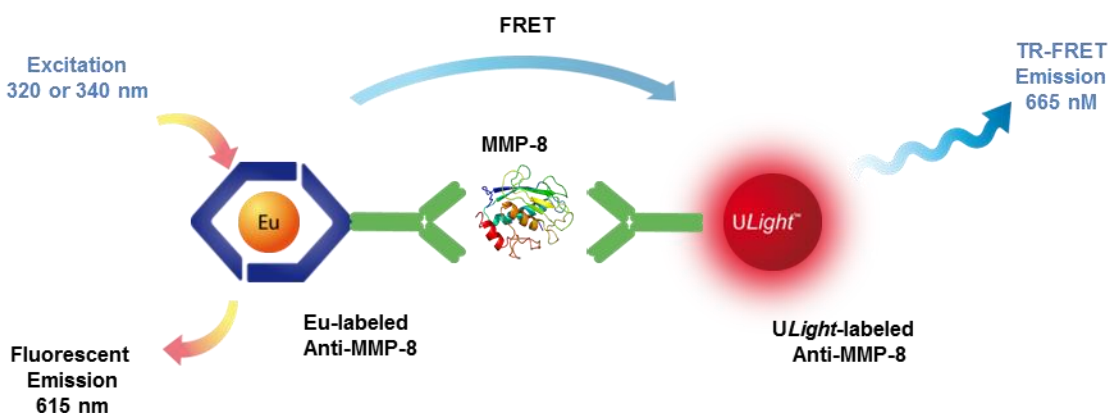 FRET
Excitation
320 or 340 nm
TR-FRET
Emission
665 nM
MMP-8
Eu
ULight™
Eu-labeled
Anti-MMP-8
ULight-labeled
Anti-MMP-8
Fluorescent
Emission
615 nm